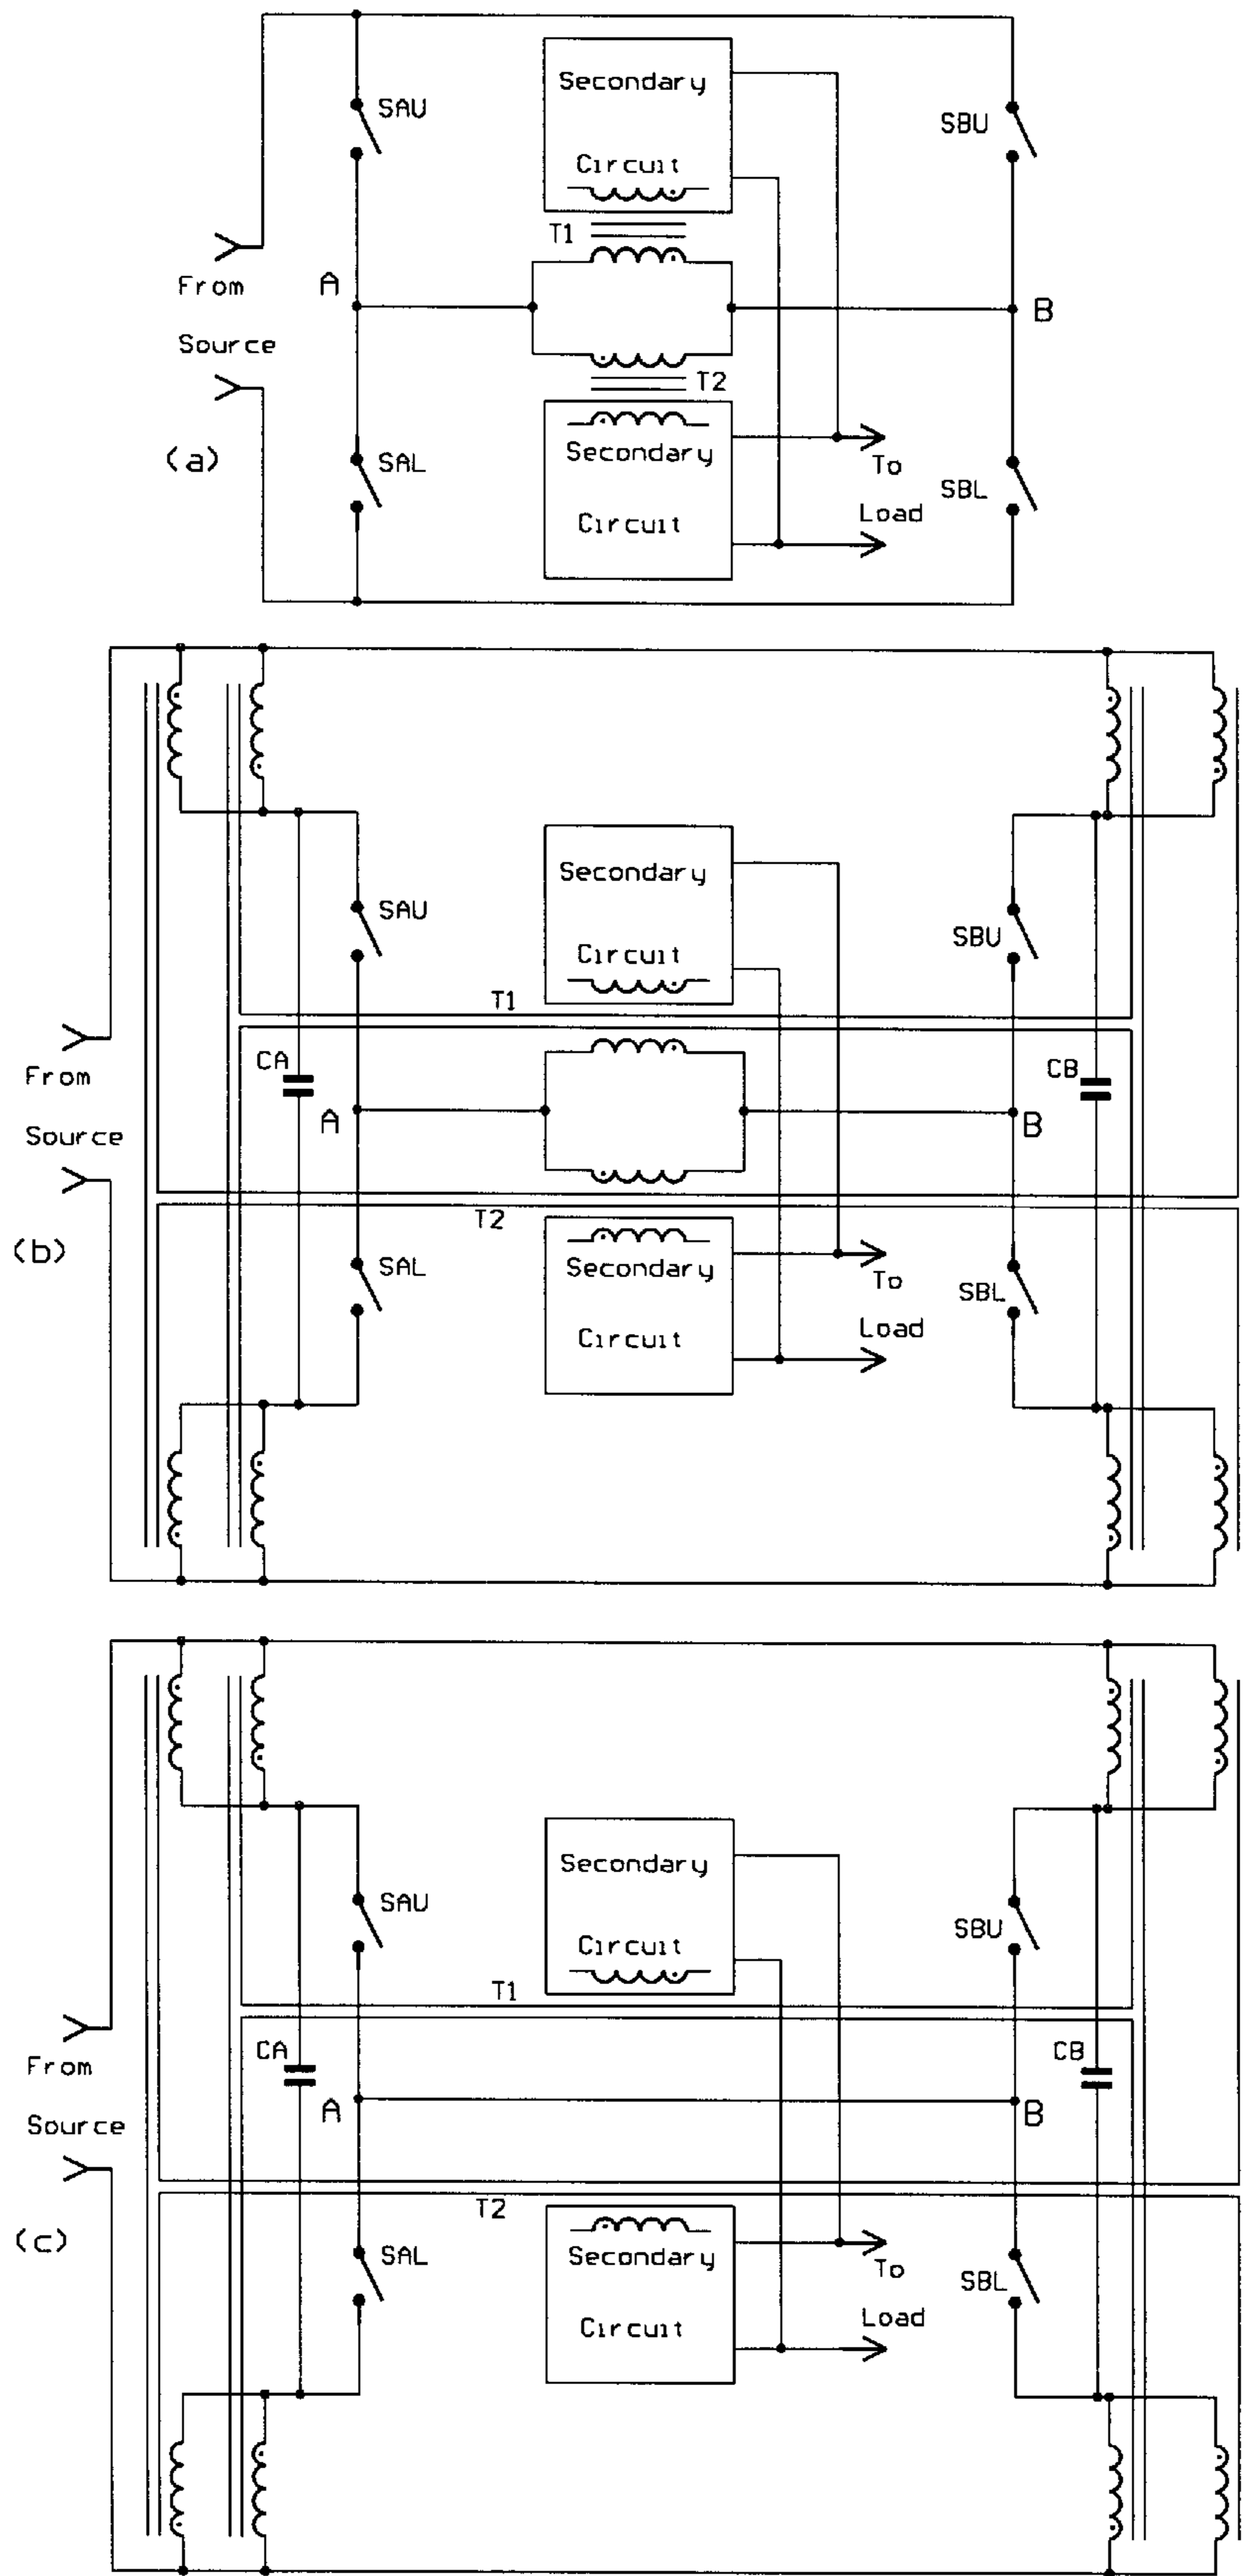 Secondary
SAU
SBU
Circuit
T1
A
From
B
Source
T2
(a)
SAL
Secondary
To
SBL
Load
Circuit
Secondary
SAU
SBU
Circuit
T1
CA
CB
From
A
B
Source
T2
(b)
SAL
Secondary
To
SBL
Load
Circuit
Secondary
SAU
SBU
Circuit
T1
CA
CB
From
A
B
Source
T2
(c)
SAL
Secondary
To
SBL
Load
Circuit